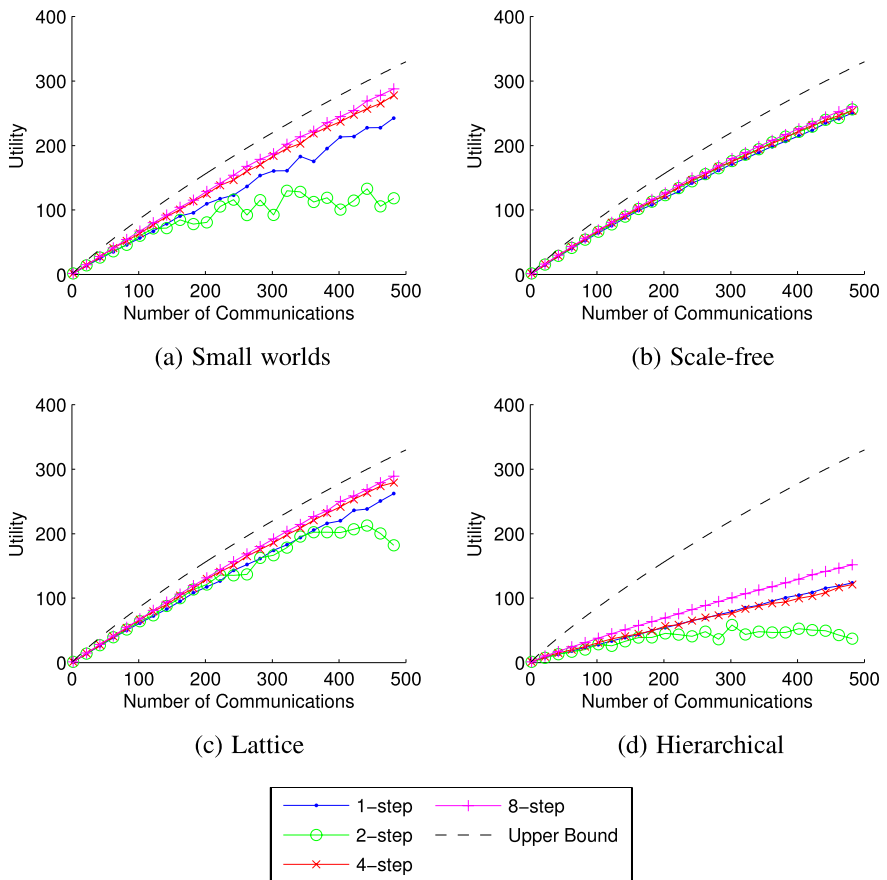 400
300
200
100
0
Utility
0 100 200 300 400 500
Number of Communications
(a) Small worlds
400
300
200
100
0
Utility
0 100 200 300 400 500
Number of Communications
(b) Scale-free
400
300
200
100
0
Utility
0 100 200 300 400 500
Number of Communications
(c) Lattice
400
300
200
100
0
Utility
0 100 200 300 400 500
Number of Communications
(d) Hierarchical
1−step
2−step
4−step
8−step
Upper Bound